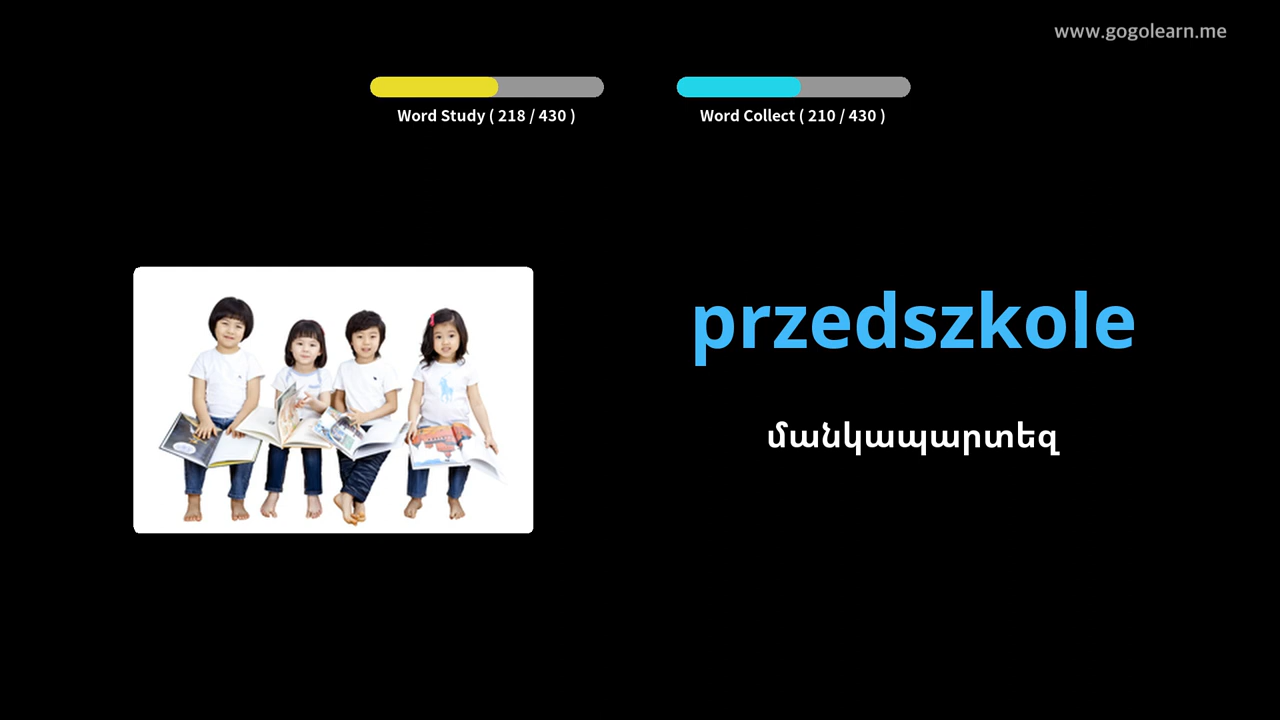 www.gogolearn.me
Word Study ( 218 / 430 )
Word Collect ( 210 / 430 )
przedszkole
մանկապարտեզ